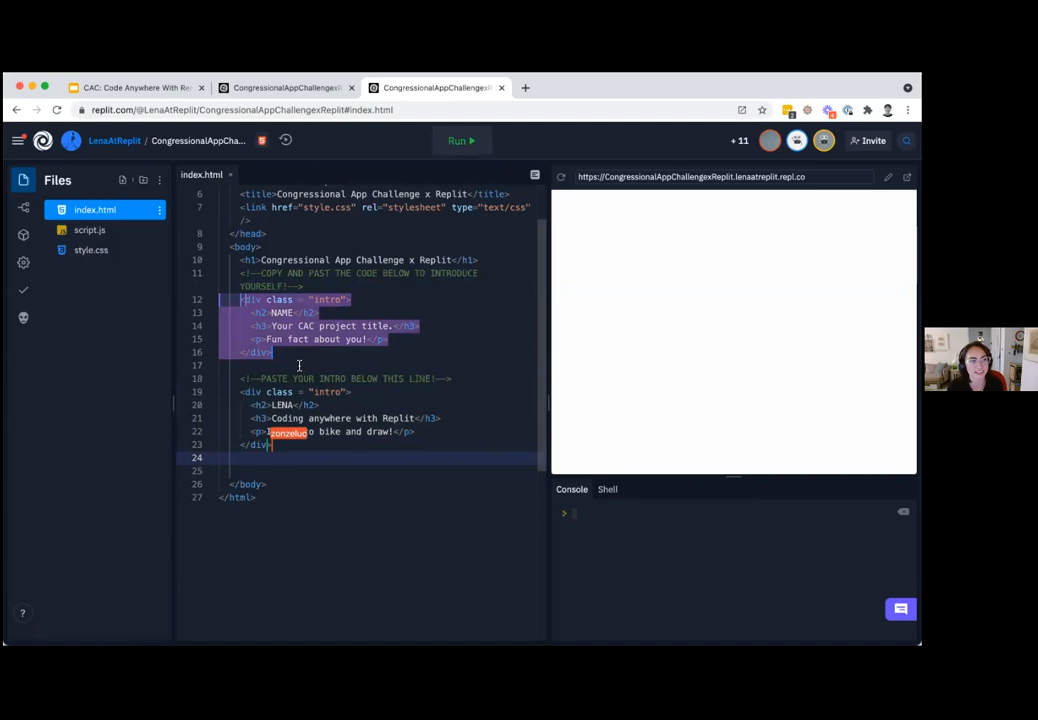 CAC: Code Anywhere With Re
CongressionalAppChallengexRepl
CongressionalAppChallengexRepl
replit.com/@LenaAtReplit/CongressionalAppChallengexReplit#index.html
LenaAtReplit / CongressionalAppCha...
Run
+ 11
Invite
Files
index.html
script.js
style.css
index.html
6 <title>Congressional App Challenge x Replit</title>
7 <link href="style.css" rel="stylesheet" type="text/css"
/>
8 </head>
9 <body>
10 <h1>Congressional App Challenge x Replit</h1>
11 <!--COPY AND PAST THE CODE BELOW TO INTRODUCE
YOURSELF!-->
12 <div class = "intro">
13 <h2>NAME</h2>
14 <h3>Your CAC project title.</h3>
15 <p>Fun fact about you!</p>
16 </div>
17
18 <!--PASTE YOUR INTRO BELOW THIS LINE!-->
19 <div class = "intro">
20 <h2>LENA</h2>
21 <h3>Coding anywhere with Replit</h3>
22 <p>I zonzeluo o bike and draw!</p>
23 </div>
24
25
26 </body>
27 </html>
https://CongressionalAppChallengexReplit.lenaatreplit.repl.co
Console
Shell
>
?